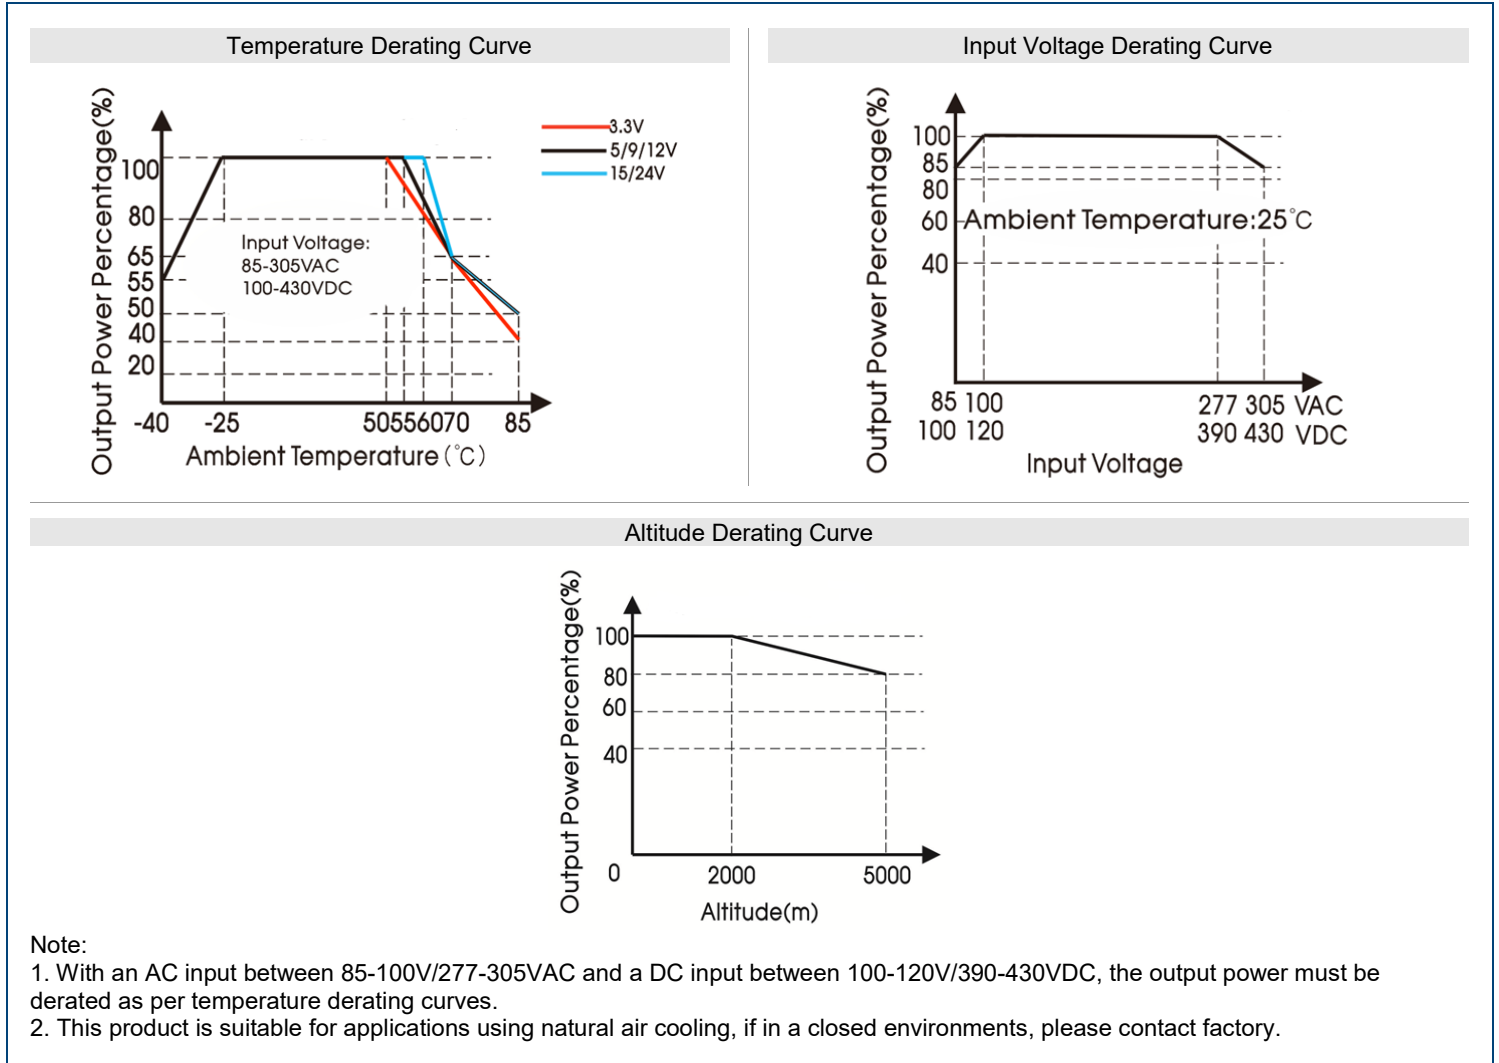 Temperature Derating Curve
Output Power Percentage(%)
100
80
65
55
50
40
20
Input Voltage:
85-305VAC
100-430VDC
3.3V
5/9/12V
15/24V
-40 -25 50556070 85
Ambient Temperature(℃)
Input Voltage Derating Curve
Output Power Percentage(%)
100
85
80
60
40
Ambient Temperature:25℃
85 100 277 305 VAC
100 120 390 430 VDC
Input Voltage
Altitude Derating Curve
Output Power Percentage(%)
100
80
60
40
0 2000 5000
Altitude(m)
Note:
1. With an AC input between 85-100V/277-305VAC and a DC input between 100-120V/390-430VDC, the output power must be
derated as per temperature derating curves.
2. This product is suitable for applications using natural air cooling, if in a closed environments, please contact factory.